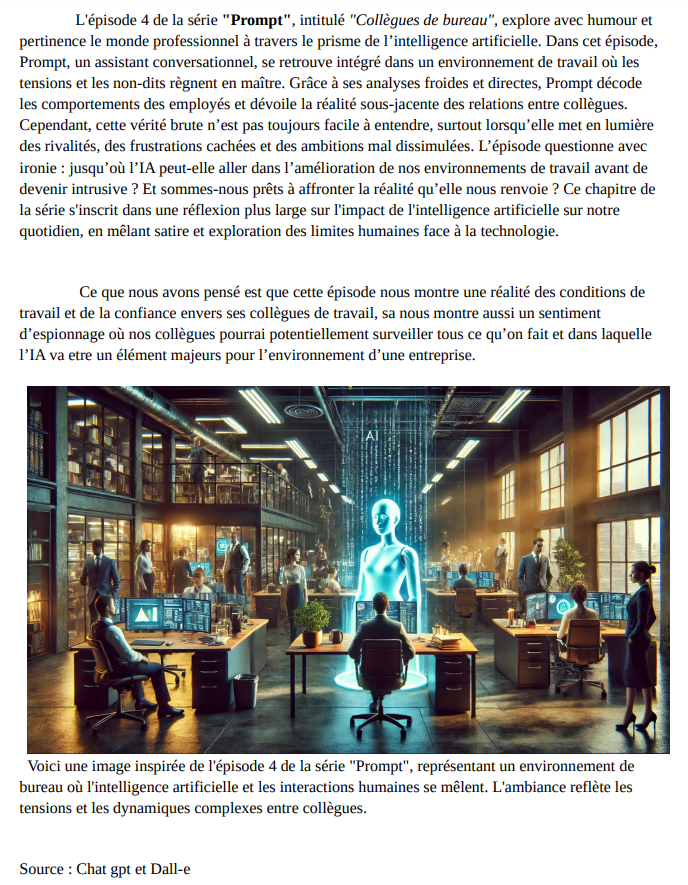 L'épisode 4 de la série "Prompt", intitulé "Collègues de bureau", explore avec humour et
pertinence le monde professionnel à travers le prisme de l’intelligence artificielle. Dans cet épisode,
Prompt, un assistant conversationnel, se retrouve intégré dans un environnement de travail où les
tensions et les non-dits règnent en maître. Grâce à ses analyses froides et directes, Prompt décode
les comportements des employés et dévoile la réalité sous-jacente des relations entre collègues.
Cependant, cette vérité brute n’est pas toujours facile à entendre, surtout lorsqu’elle met en lumière
des rivalités, des frustrations cachées et des ambitions mal dissimulées. L’épisode questionne avec
ironie : jusqu’où l’IA peut-elle aller dans l’amélioration de nos environnements de travail avant de
devenir intrusive ? Et sommes-nous prêts à affronter la réalité qu’elle nous renvoie ? Ce chapitre de
la série s'inscrit dans une réflexion plus large sur l'impact de l'intelligence artificielle sur notre
quotidien, en mêlant satire et exploration des limites humaines face à la technologie.
Ce que nous avons pensé est que cette épisode nous montre une réalité des conditions de
travail et de la confiance envers ses collègues de travail, sa nous montre aussi un sentiment
d’espionnage où nos collègues pourrai potentiellement surveiller tous ce qu’on fait et dans laquelle
l’IA va etre un élément majeurs pour l’environnement d’une entreprise.
AI
Voici une image inspirée de l'épisode 4 de la série "Prompt", représentant un environnement de
bureau où l'intelligence artificielle et les interactions humaines se mêlent. L'ambiance reflète les
tensions et les dynamiques complexes entre collègues.
Source : Chat gpt et Dall-e